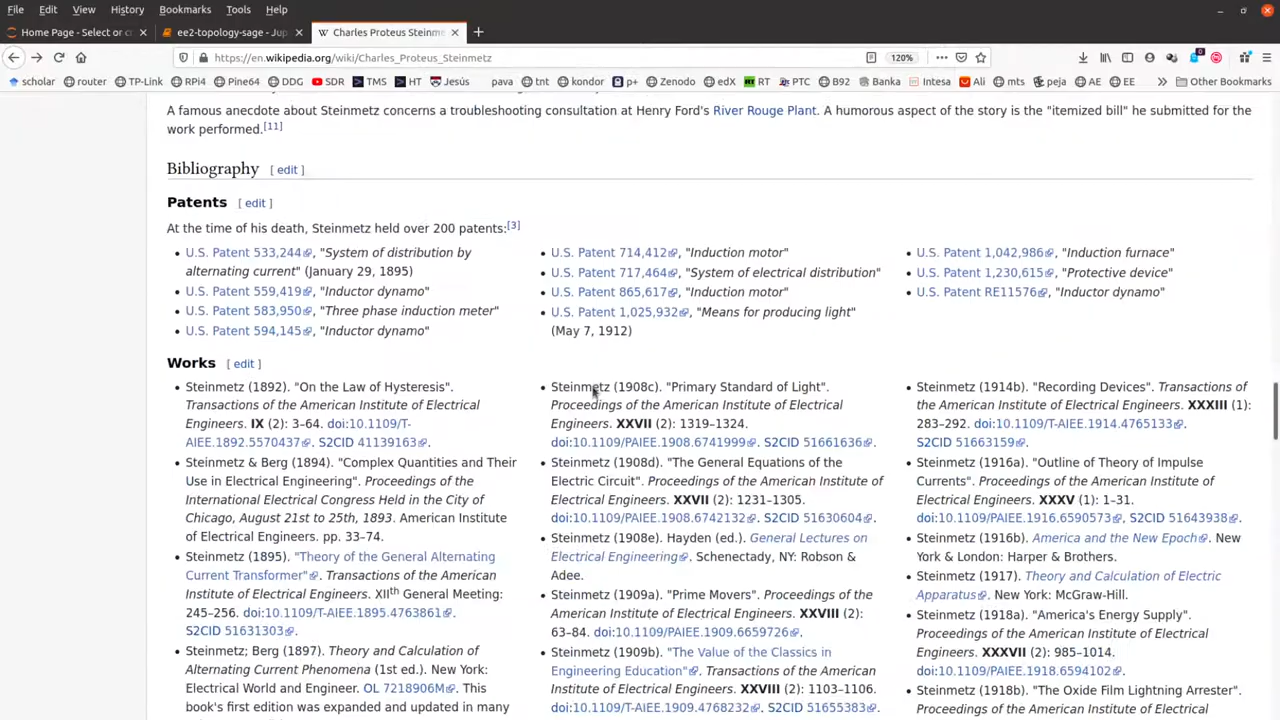 File Edit View History Bookmarks Tools Help
Home Page - Select or c
ee2-topology-sage - Jup
Charles Proteus Steinme
https://en.wikipedia.org/wiki/Charles_Proteus_Steinmetz
120%
scholar router TP-Link RPi4 Pine64 DDG SDR TMS HT Jesús pava tnt kondor p+ Zenodo edX RT PTC B92 Banka Intesa Ali mts peja AE EE Other Bookmarks
A famous anecdote about Steinmetz concerns a troubleshooting consultation at Henry Ford's River Rouge Plant. A humorous aspect of the story is the "itemized bill" he submitted for the
work performed.[11]
Bibliography [ edit ]
Patents [ edit ]
At the time of his death, Steinmetz held over 200 patents:[3]
• U.S. Patent 533,244, "System of distribution by
alternating current" (January 29, 1895)
• U.S. Patent 559,419, "Inductor dynamo"
• U.S. Patent 583,950, "Three phase induction meter"
• U.S. Patent 594,145, "Inductor dynamo"
• U.S. Patent 714,412, "Induction motor"
• U.S. Patent 717,464, "System of electrical distribution"
• U.S. Patent 865,617, "Induction motor"
• U.S. Patent 1,025,932, "Means for producing light"
(May 7, 1912)
• U.S. Patent 1,042,986, "Induction furnace"
• U.S. Patent 1,230,615, "Protective device"
• U.S. Patent RE11576, "Inductor dynamo"
Works [ edit ]
• Steinmetz (1892). "On the Law of Hysteresis".
Transactions of the American Institute of Electrical
Engineers. IX (2): 3–64. doi:10.1109/T-
AIEE.1892.5570437. S2CID 41139163.
• Steinmetz & Berg (1894). "Complex Quantities and Their
Use in Electrical Engineering". Proceedings of the
International Electrical Congress Held in the City of
Chicago, August 21st to 25th, 1893. American Institute
of Electrical Engineers. pp. 33–74.
• Steinmetz (1895). "Theory of the General Alternating
Current Transformer". Transactions of the American
Institute of Electrical Engineers. XIIth General Meeting:
245–256. doi:10.1109/T-AIEE.1895.4763861.
S2CID 51631303.
• Steinmetz; Berg (1897). Theory and Calculation of
Alternating Current Phenomena (1st ed.). New York:
Electrical World and Engineer. OL 7218906M. This
book's first edition was expanded and updated in many
• Steinmetz (1908c). "Primary Standard of Light".
Proceedings of the American Institute of Electrical
Engineers. XXVII (2): 1319–1324.
doi:10.1109/PAIEE.1908.6741999. S2CID 51661636.
• Steinmetz (1908d). "The General Equations of the
Electric Circuit". Proceedings of the American Institute of
Electrical Engineers. XXVII (2): 1231–1305.
doi:10.1109/PAIEE.1908.6742132. S2CID 51630604.
• Steinmetz (1908e). Hayden (ed.). General Lectures on
Electrical Engineering. Schenectady, NY: Robson &
Adee.
• Steinmetz (1909a). "Prime Movers". Proceedings of the
American Institute of Electrical Engineers. XXVIII (2):
63–84. doi:10.1109/PAIEE.1909.6659726.
• Steinmetz (1909b). "The Value of the Classics in
Engineering Education". Transactions of the American
Institute of Electrical Engineers. XXVIII (2): 1103–1106.
doi:10.1109/T-AIEE.1909.4768232. S2CID 51655383.
• Steinmetz (1914b). "Recording Devices". Transactions of
the American Institute of Electrical Engineers. XXXIII (1):
283–292. doi:10.1109/T-AIEE.1914.4765133.
S2CID 51663159.
• Steinmetz (1916a). "Outline of Theory of Impulse
Currents". Proceedings of the American Institute of
Electrical Engineers. XXXV (1): 1–31.
doi:10.1109/PAIEE.1916.6590573. S2CID 51643938.
• Steinmetz (1916b). America and the New Epoch. New
York & London: Harper & Brothers.
• Steinmetz (1917). Theory and Calculation of Electric
Apparatus. New York: McGraw-Hill.
• Steinmetz (1918a). "America's Energy Supply".
Proceedings of the American Institute of Electrical
Engineers. XXXVII (2): 985–1014.
doi:10.1109/PAIEE.1918.6594102.
• Steinmetz (1918b). "The Oxide Film Lightning Arrester".
Proceedings of the American Institute of Electrical